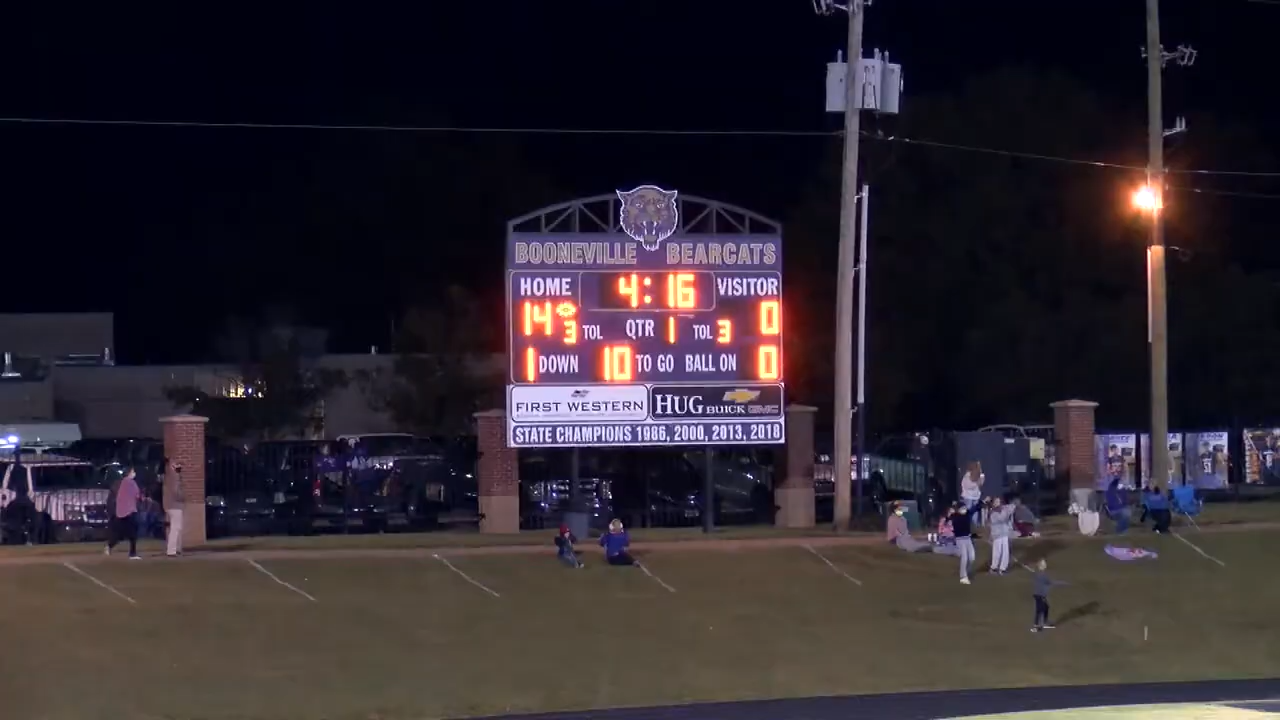 BOONEVILLE BEARCATS
HOME 4:16 VISITOR
14 3 TOL QTR 1 TOL 3 0
1 DOWN 10 TO GO BALL ON 0
FIRST WESTERN HUG BUICK GMC
STATE CHAMPIONS 1986, 2000, 2013, 2018